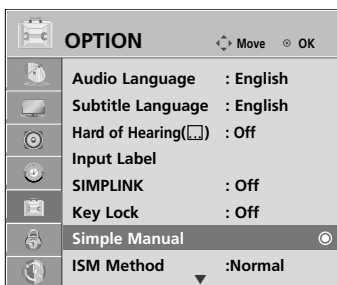 OPTION Move OK
Audio Language : English
Subtitle Language : English
Hard of Hearing(...) : Off
Input Label
SIMPLINK : Off
Key Lock : Off
Simple Manual
ISM Method :Normal